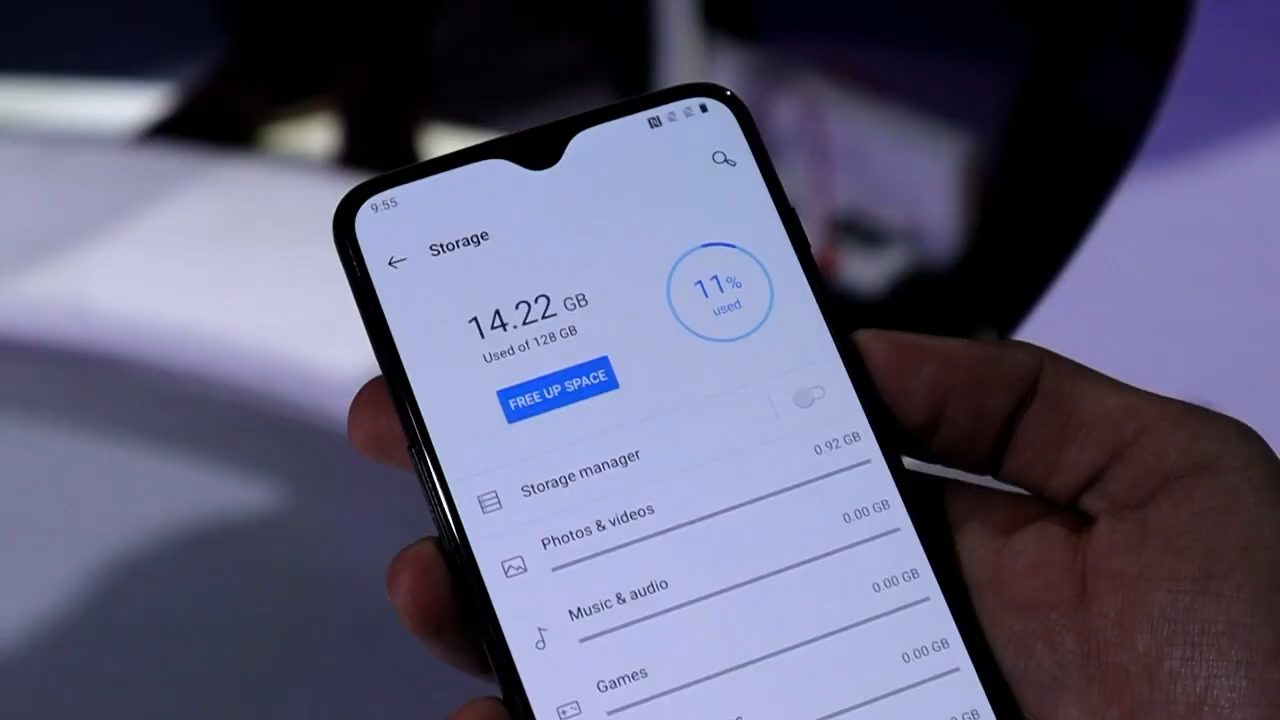 9:55
Storage
14.22 GB
Used of 128 GB
11%
used
FREE UP SPACE
Storage manager
Photos & videos
0.92 GB
Music & audio
0.00 GB
Games
0.00 GB
0.00 GB
GB